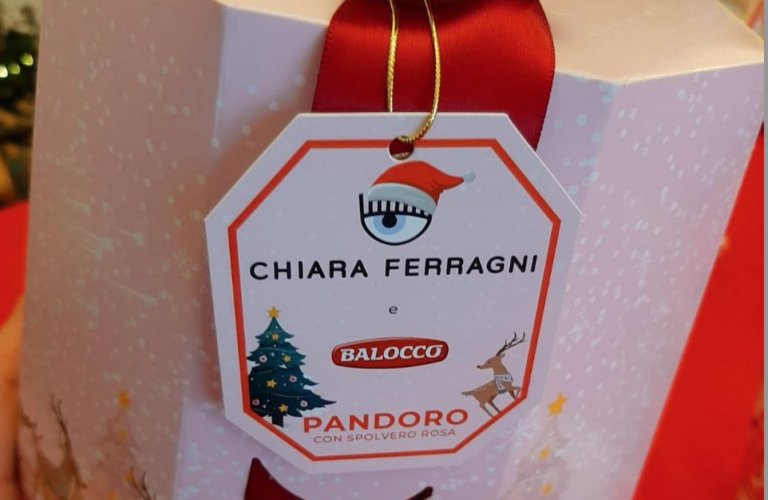 CHIARA FERRAGNI
e
BALOCCO
PANDORO
CON SPOLVERO ROSA